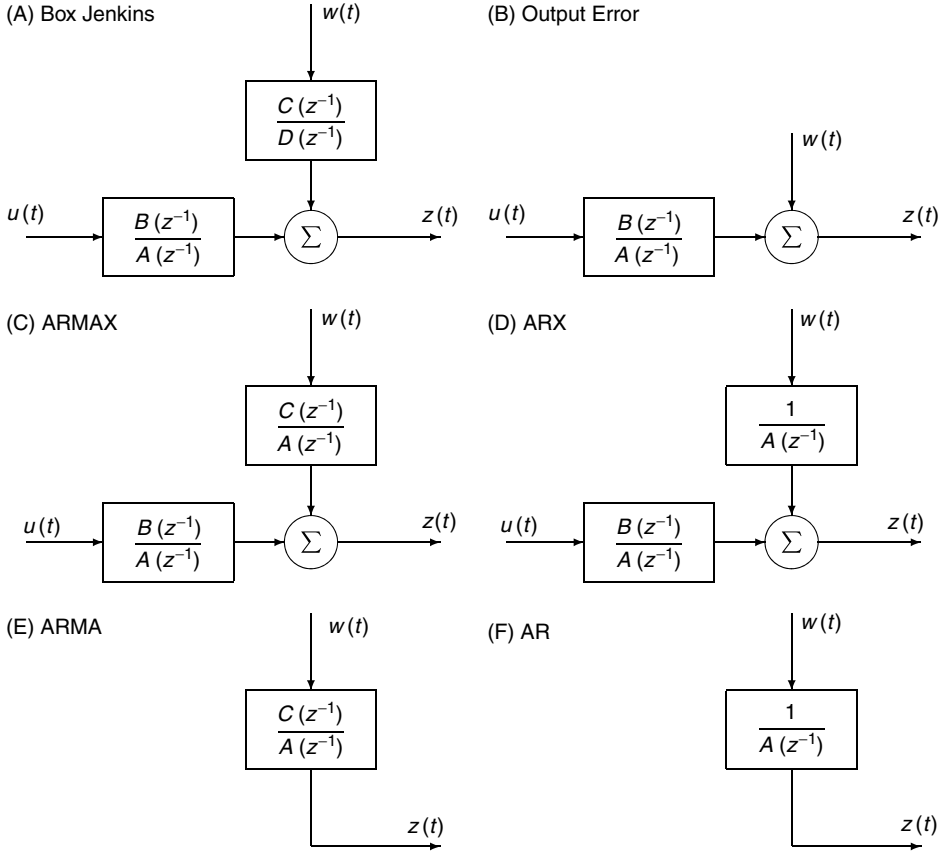 (A) Box Jenkins
w(t)
C(z⁻¹)
D(z⁻¹)
u(t)
B(z⁻¹)
A(z⁻¹)
Σ
z(t)
(B) Output Error
w(t)
u(t)
B(z⁻¹)
A(z⁻¹)
Σ
z(t)
(C) ARMAX
w(t)
C(z⁻¹)
A(z⁻¹)
u(t)
B(z⁻¹)
A(z⁻¹)
Σ
z(t)
(D) ARX
w(t)
1
A(z⁻¹)
u(t)
B(z⁻¹)
A(z⁻¹)
Σ
z(t)
(E) ARMA
w(t)
C(z⁻¹)
A(z⁻¹)
z(t)
(F) AR
w(t)
1
A(z⁻¹)
z(t)